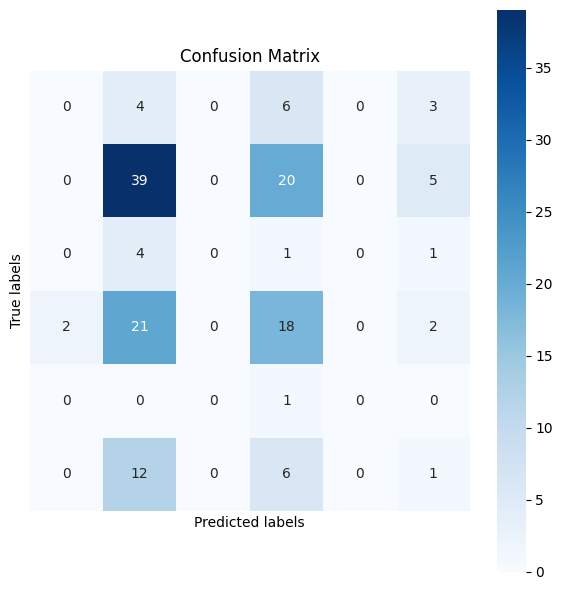 Confusion Matrix
0 4 0 6 0 3
0 39 0 20 0 5
0 4 0 1 0 1
2 21 0 18 0 2
0 0 0 1 0 0
0 12 0 6 0 1
True labels
Predicted labels
35
30
25
20
15
10
5
0